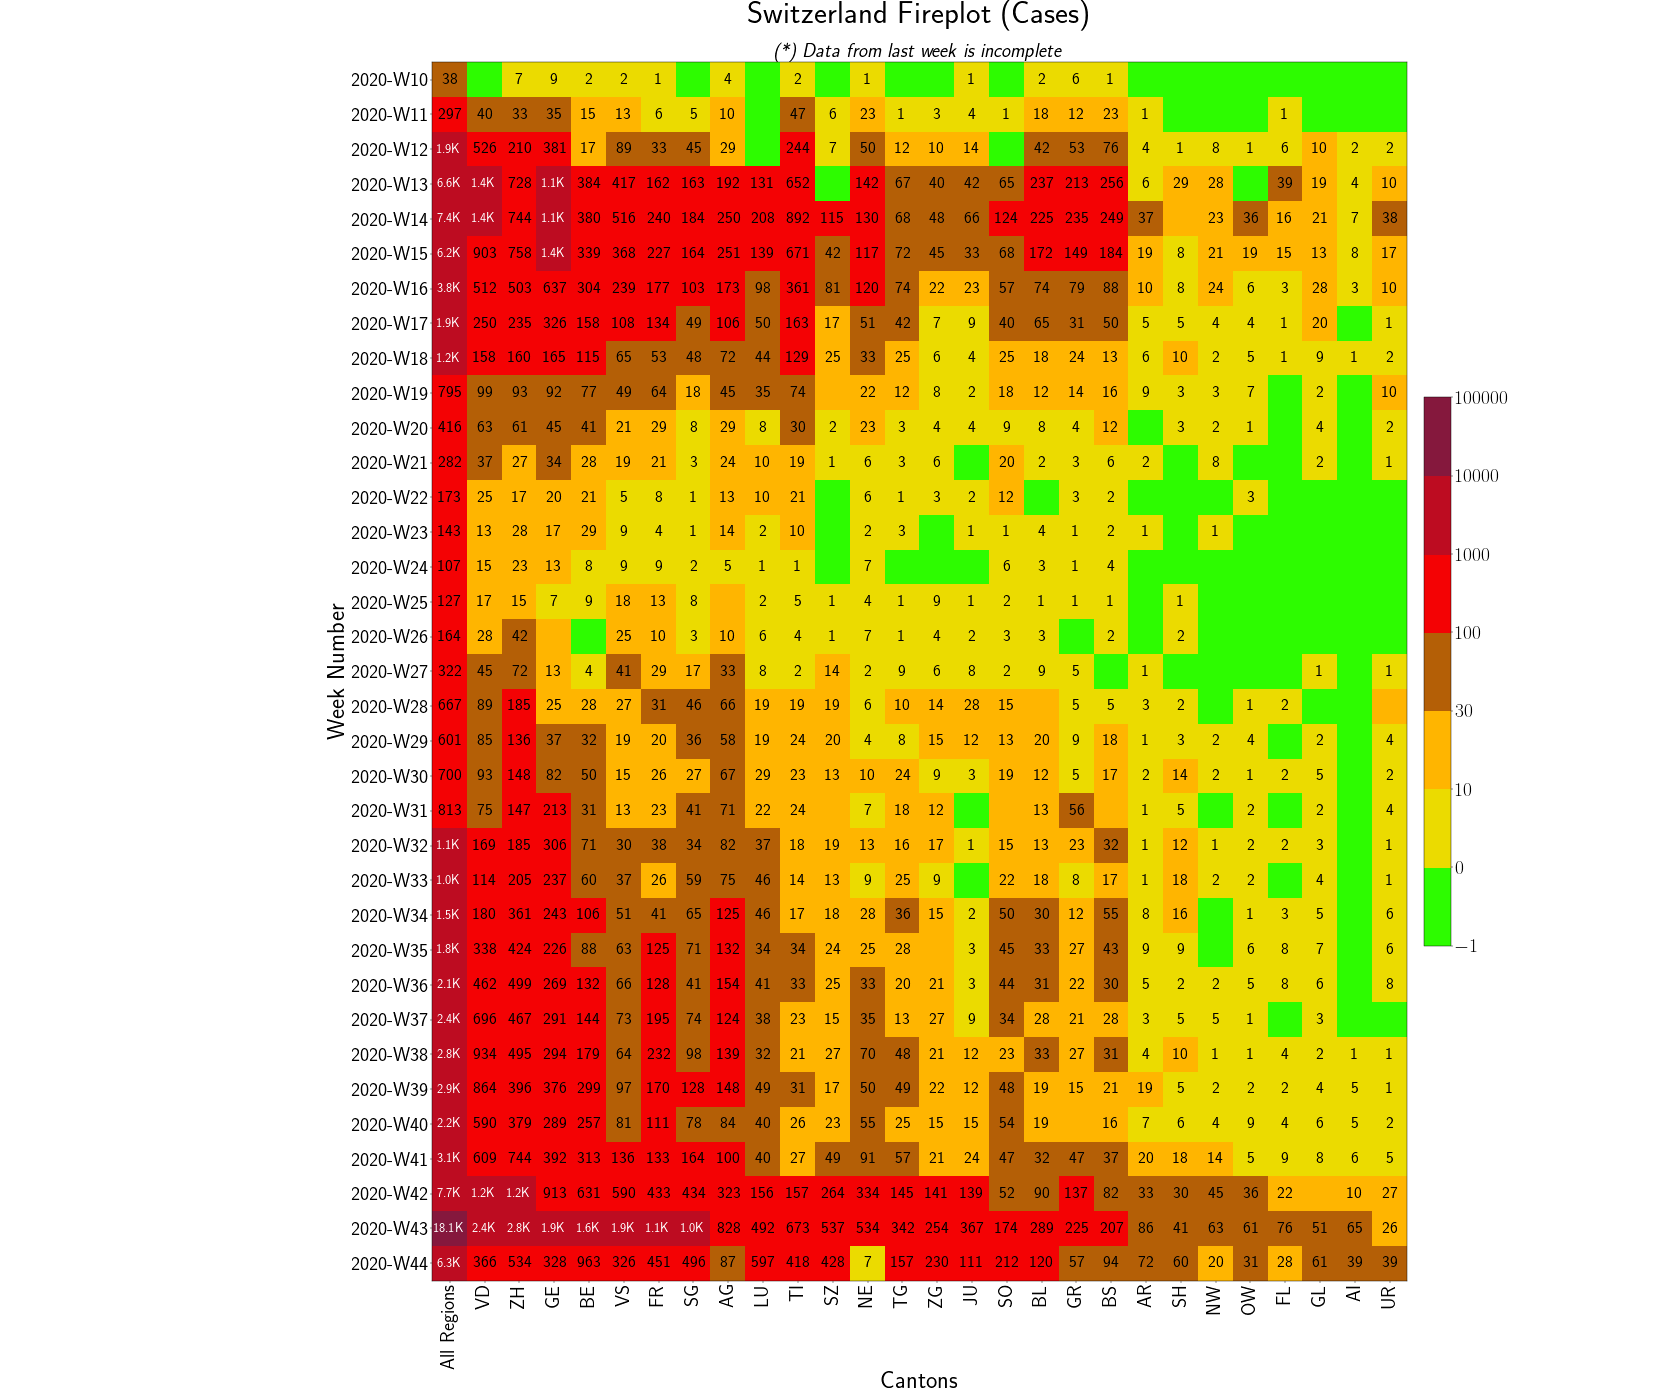 Switzerland Fireplot (Cases)
(*) Data from last week is incomplete
2020-W10 38 7 9 2 2 1 4 2 1 1 2 6 1
2020-W11 297 40 33 35 15 13 6 5 10 47 6 23 1 3 4 1 18 12 23 1 1
2020-W12 1.9K 526 210 381 17 89 33 45 29 244 7 50 12 10 14 42 53 76 4 1 8 1 6 10 2 2
2020-W13 6.6K 1.4K 728 1.1K 384 417 162 163 192 131 652 142 67 40 42 65 237 213 256 6 29 28 39 19 4 10
2020-W14 7.4K 1.4K 744 1.1K 380 516 240 184 250 208 892 115 130 68 48 66 124 225 235 249 37 23 36 16 21 7 38
2020-W15 6.2K 903 758 1.4K 339 368 227 164 251 139 671 42 117 72 45 33 68 172 149 184 19 8 21 19 15 13 8 17
2020-W16 3.8K 512 503 637 304 239 177 103 173 98 361 81 120 74 22 23 57 74 79 88 10 8 24 6 3 28 3 10
2020-W17 1.9K 250 235 326 158 108 134 49 106 50 163 17 51 42 7 9 40 65 31 50 5 5 4 4 1 20 1
2020-W18 1.2K 158 160 165 115 65 53 48 72 44 129 25 33 25 6 4 25 18 24 13 6 10 2 5 1 9 1 2
2020-W19 795 99 93 92 77 49 64 18 45 35 74 22 12 8 2 18 12 14 16 9 3 3 7 2 10
2020-W20 416 63 61 45 41 21 29 8 29 8 30 2 23 3 4 4 9 8 4 12 3 2 1 4 2
2020-W21 282 37 27 34 28 19 21 3 24 10 19 1 6 3 6 20 2 3 6 2 8 2 1
2020-W22 173 25 17 20 21 5 8 1 13 10 21 6 1 3 2 12 3 2 3
2020-W23 143 13 28 17 29 9 4 1 14 2 10 2 3 1 1 4 1 2 1 1
2020-W24 107 15 23 13 8 9 9 2 5 1 1 7 6 3 1 4
2020-W25 127 17 15 7 9 18 13 8 2 5 1 4 1 9 1 2 1 1 1 1
2020-W26 164 28 42 25 10 3 10 6 4 1 7 1 4 2 3 3 2 2
2020-W27 322 45 72 13 4 41 29 17 33 8 2 14 2 9 6 8 2 9 5 1 1 1
2020-W28 667 89 185 25 28 27 31 46 66 19 19 19 6 10 14 28 15 5 5 3 2 1 2
2020-W29 601 85 136 37 32 19 20 36 58 19 24 20 4 8 15 12 13 20 9 18 1 3 2 4 2 4
2020-W30 700 93 148 82 50 15 26 27 67 29 23 13 10 24 9 3 19 12 5 17 2 14 2 1 2 5 2
2020-W31 813 75 147 213 31 13 23 41 71 22 24 7 18 12 13 56 1 5 2 2 4
2020-W32 1.1K 169 185 306 71 30 38 34 82 37 18 19 13 16 17 1 15 13 23 32 1 12 1 2 2 3 1
2020-W33 1.0K 114 205 237 60 37 26 59 75 46 14 13 9 25 9 22 18 8 17 1 18 2 2 4 1
2020-W34 1.5K 180 361 243 106 51 41 65 125 46 17 18 28 36 15 2 50 30 12 55 8 16 1 3 5 6
2020-W35 1.8K 338 424 226 88 63 125 71 132 34 34 24 25 28 3 45 33 27 43 9 9 6 8 7 6
2020-W36 2.1K 462 499 269 132 66 128 41 154 41 33 25 33 20 21 3 44 31 22 30 5 2 2 5 8 6 8
2020-W37 2.4K 696 467 291 144 73 195 74 124 38 23 15 35 13 27 9 34 28 21 28 3 5 5 1 3
2020-W38 2.8K 934 495 294 179 64 232 98 139 32 21 27 70 48 21 12 23 33 27 31 4 10 1 1 4 2 1 1
2020-W39 2.9K 864 396 376 299 97 170 128 148 49 31 17 50 49 22 12 48 19 15 21 19 5 2 2 2 4 5 1
2020-W40 2.2K 590 379 289 257 81 111 78 84 40 26 23 55 25 15 15 54 19 16 7 6 4 9 4 6 5 2
2020-W41 3.1K 609 744 392 313 136 133 164 100 40 27 49 91 57 21 24 47 32 47 37 20 18 14 5 9 8 6 5
2020-W42 7.7K 1.2K 1.2K 913 631 590 433 434 323 156 157 264 334 145 141 139 52 90 137 82 33 30 45 36 22 10 27
2020-W43 18.1K 2.4K 2.8K 1.9K 1.6K 1.9K 1.1K 1.0K 828 492 673 537 534 342 254 367 174 289 225 207 86 41 63 61 76 51 65 26
2020-W44 6.3K 366 534 328 963 326 451 496 87 597 418 428 7 157 230 111 212 120 57 94 72 60 20 31 28 61 39 39
Week Number
All Regions VD ZH GE BE VS FR SG AG LU TI SZ NE TG ZG JU SO BL GR BS AR SH NW OW FL GL AI UR
Cantons
100000
10000
1000
100
30
10
0
−1